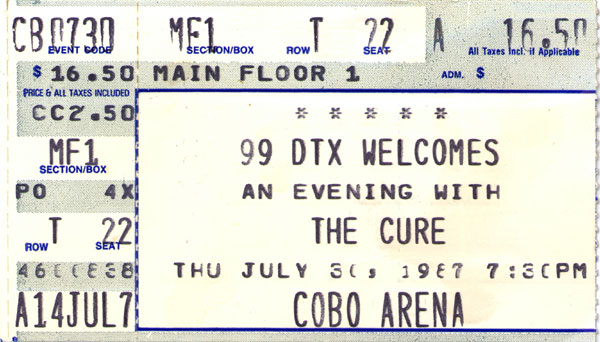 CB0730 MF1 T 22 A 16.50
EVENT CODE SECTION/BOX ROW SEAT All Taxes Incl. If Applicable
$ 16.50 MAIN FLOOR 1 ADM. $
PRICE & ALL TAXES INCLUDED
CC2.50
* * * * *
MF1
SECTION/BOX
99 DTX WELCOMES
PO 4X
AN EVENING WITH
T 22
ROW SEAT
THE CURE
THU JULY 30, 1987 7:30PM
A14JUL7
COBO ARENA